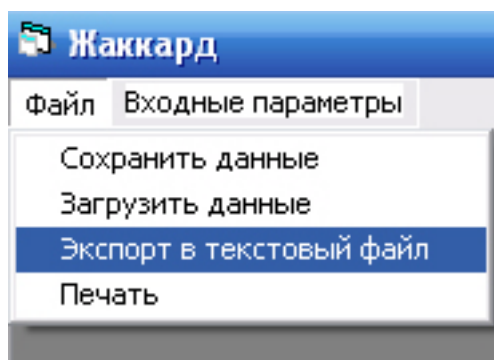 Жаккард
Файл Входные параметры
Сохранить данные
Загрузить данные
Экспорт в текстовый файл
Печать